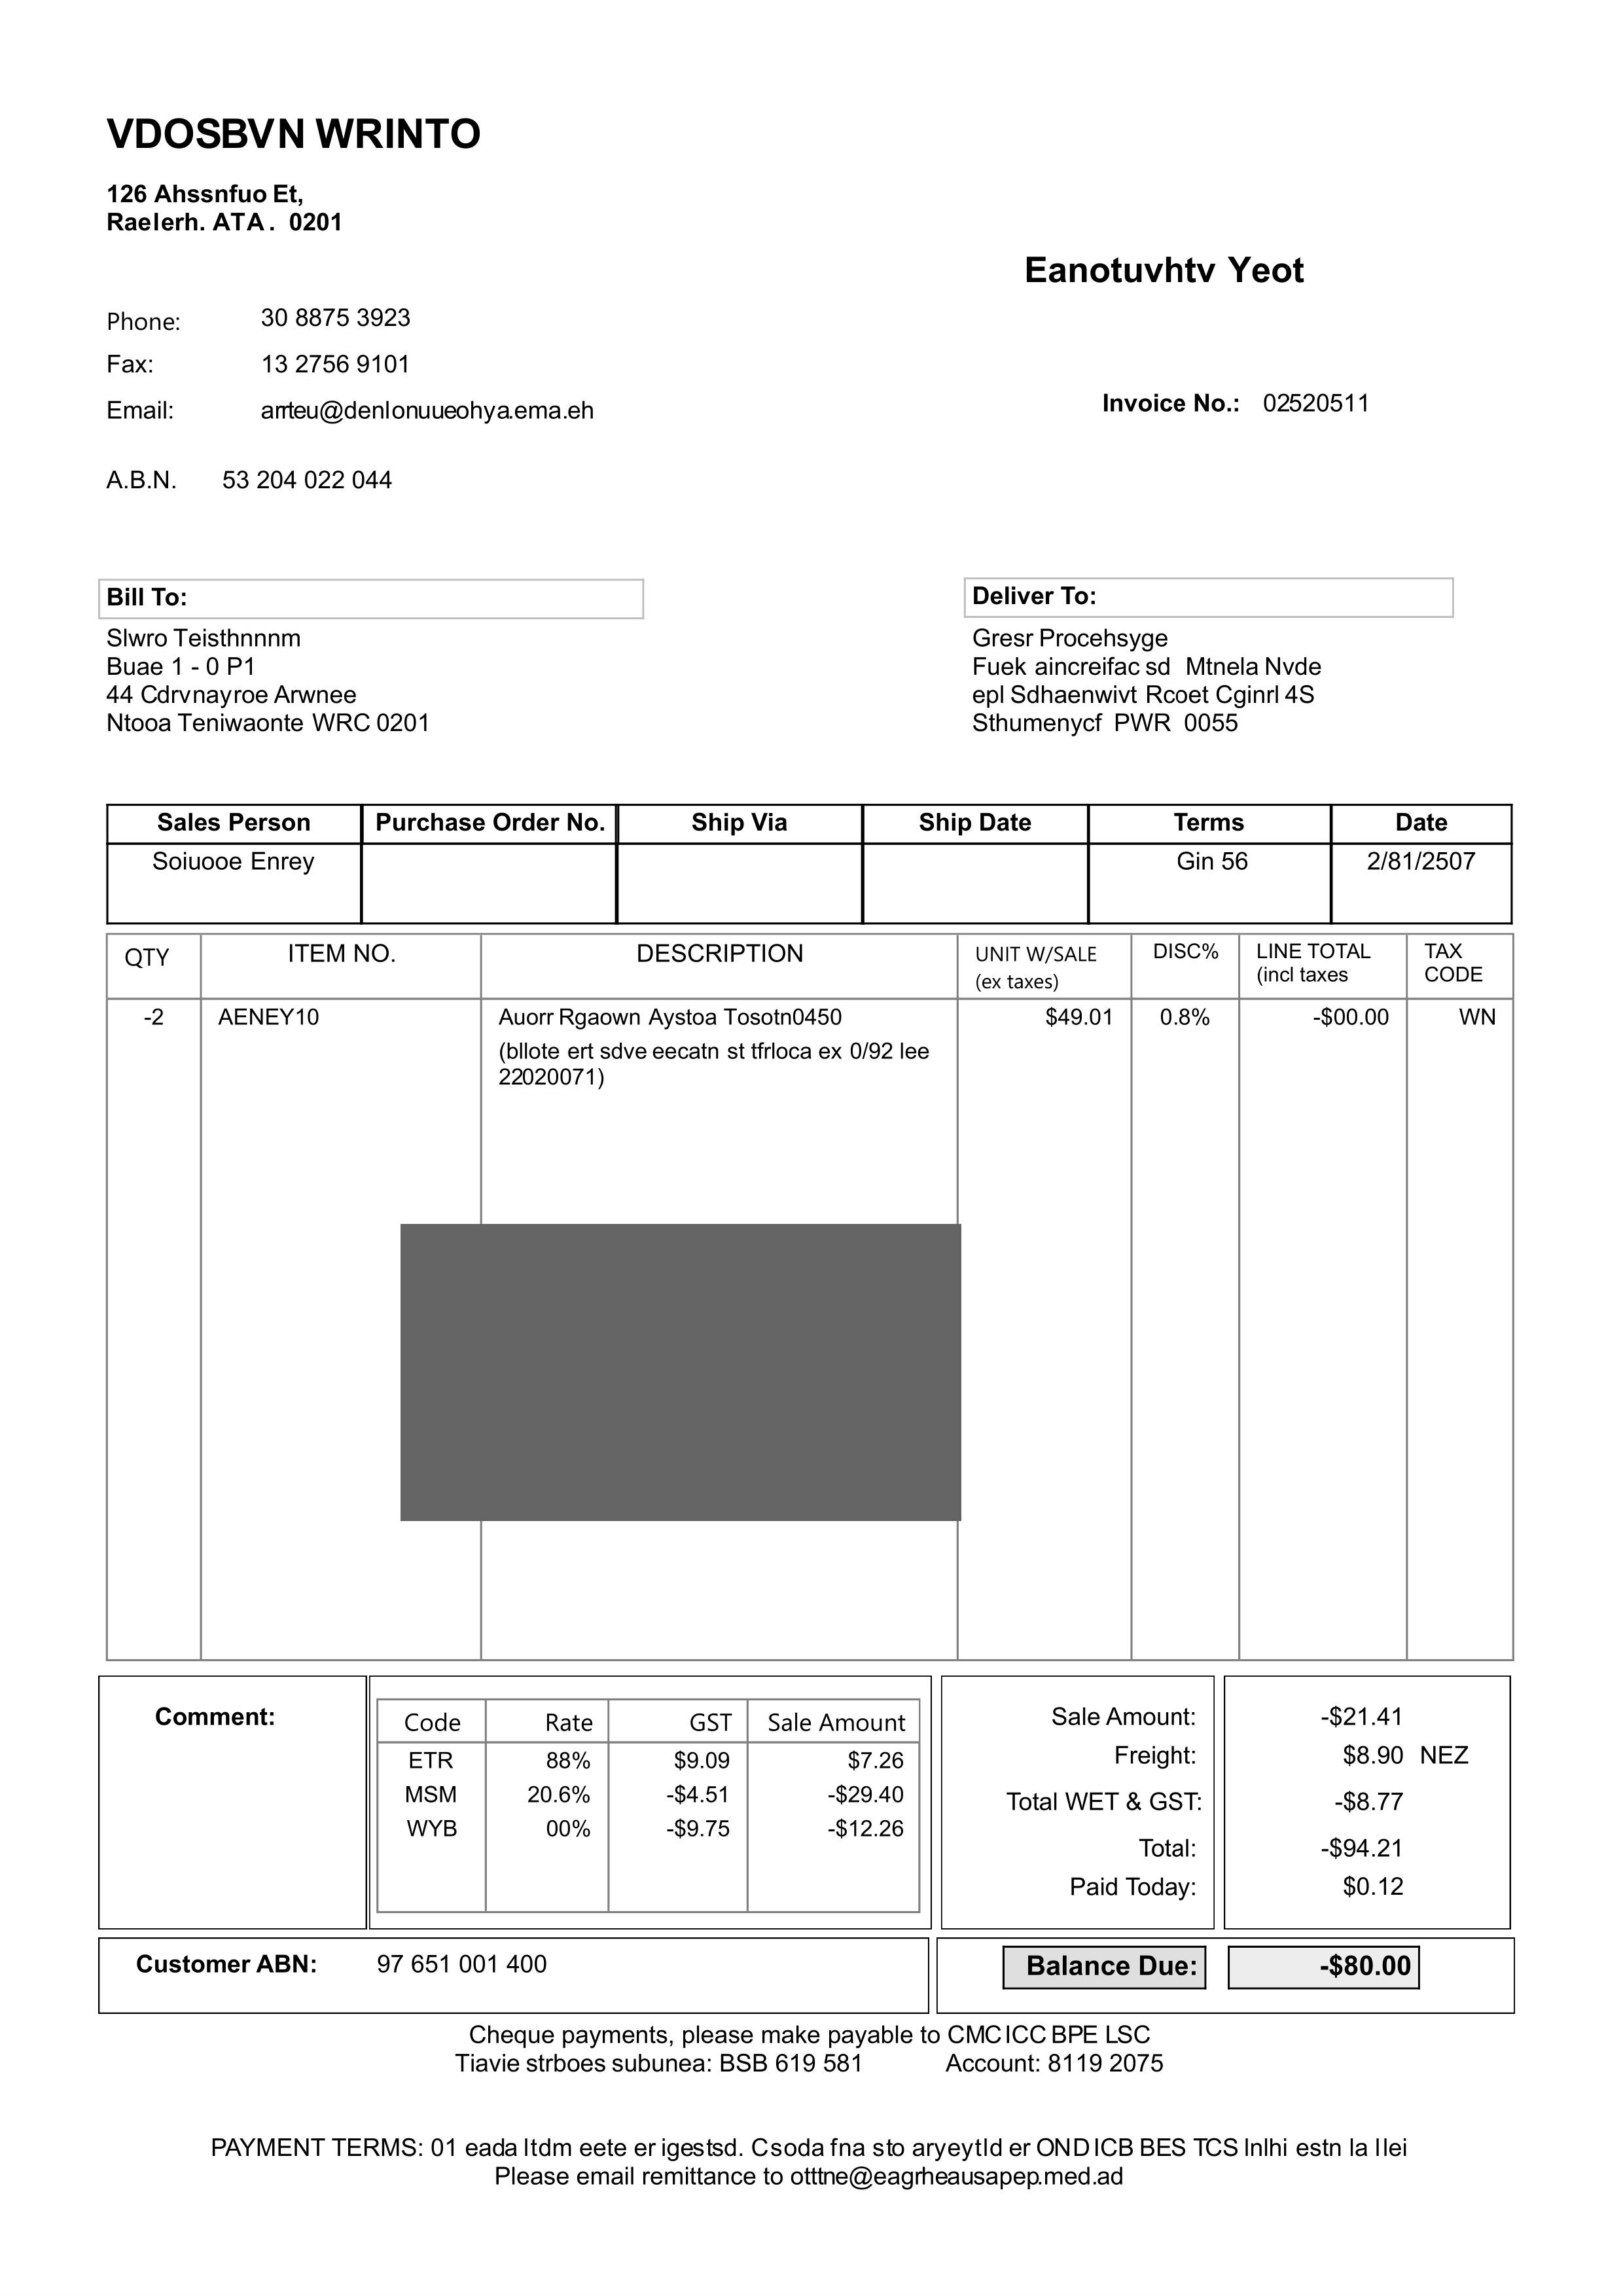 VDOSBVN WRINTO
126 Ahssnfuo Et,
Raelerh. ATA . 0201
Eanotuvhtv Yeot
Phone: 30 8875 3923
Fax: 13 2756 9101
Email: arrteu@denlonuueohya.ema.eh
Invoice No.: 02520511
A.B.N. 53 204 022 044
Bill To:
Slwro Teisthnnnm
Buae 1 - 0 P1
44 Cdrvnayroe Arwnee
Ntooa Teniwaonte WRC 0201
Deliver To:
Gresr Procehsyge
Fuek aincreifac sd Mtnela Nvde
epl Sdhaenwivt Rcoet Cginrl 4S
Sthumenycf PWR 0055
Sales Person Purchase Order No. Ship Via Ship Date Terms Date
Soiuooe Enrey Gin 56 2/81/2507
QTY ITEM NO. DESCRIPTION UNIT W/SALE (ex taxes) DISC% LINE TOTAL (incl taxes TAX CODE
-2 AENEY10 Auorr Rgaown Aystoa Tosotn0450 $49.01 0.8% -$00.00 WN
(bllote ert sdve eecatn st tfrloca ex 0/92 lee
22020071)
Comment:
Code Rate GST Sale Amount
ETR 88% $9.09 $7.26
MSM 20.6% -$4.51 -$29.40
WYB 00% -$9.75 -$12.26
Sale Amount: -$21.41
Freight: $8.90 NEZ
Total WET & GST: -$8.77
Total: -$94.21
Paid Today: $0.12
Customer ABN: 97 651 001 400
Balance Due: -$80.00
Cheque payments, please make payable to CMC ICC BPE LSC
Tiavie strboes subunea: BSB 619 581 Account: 8119 2075
PAYMENT TERMS: 01 eada ltdm eete er igestsd. Csoda fna sto aryeytld er OND ICB BES TCS lnlhi estn la llei
Please email remittance to otttne@eagrheausapep.med.ad